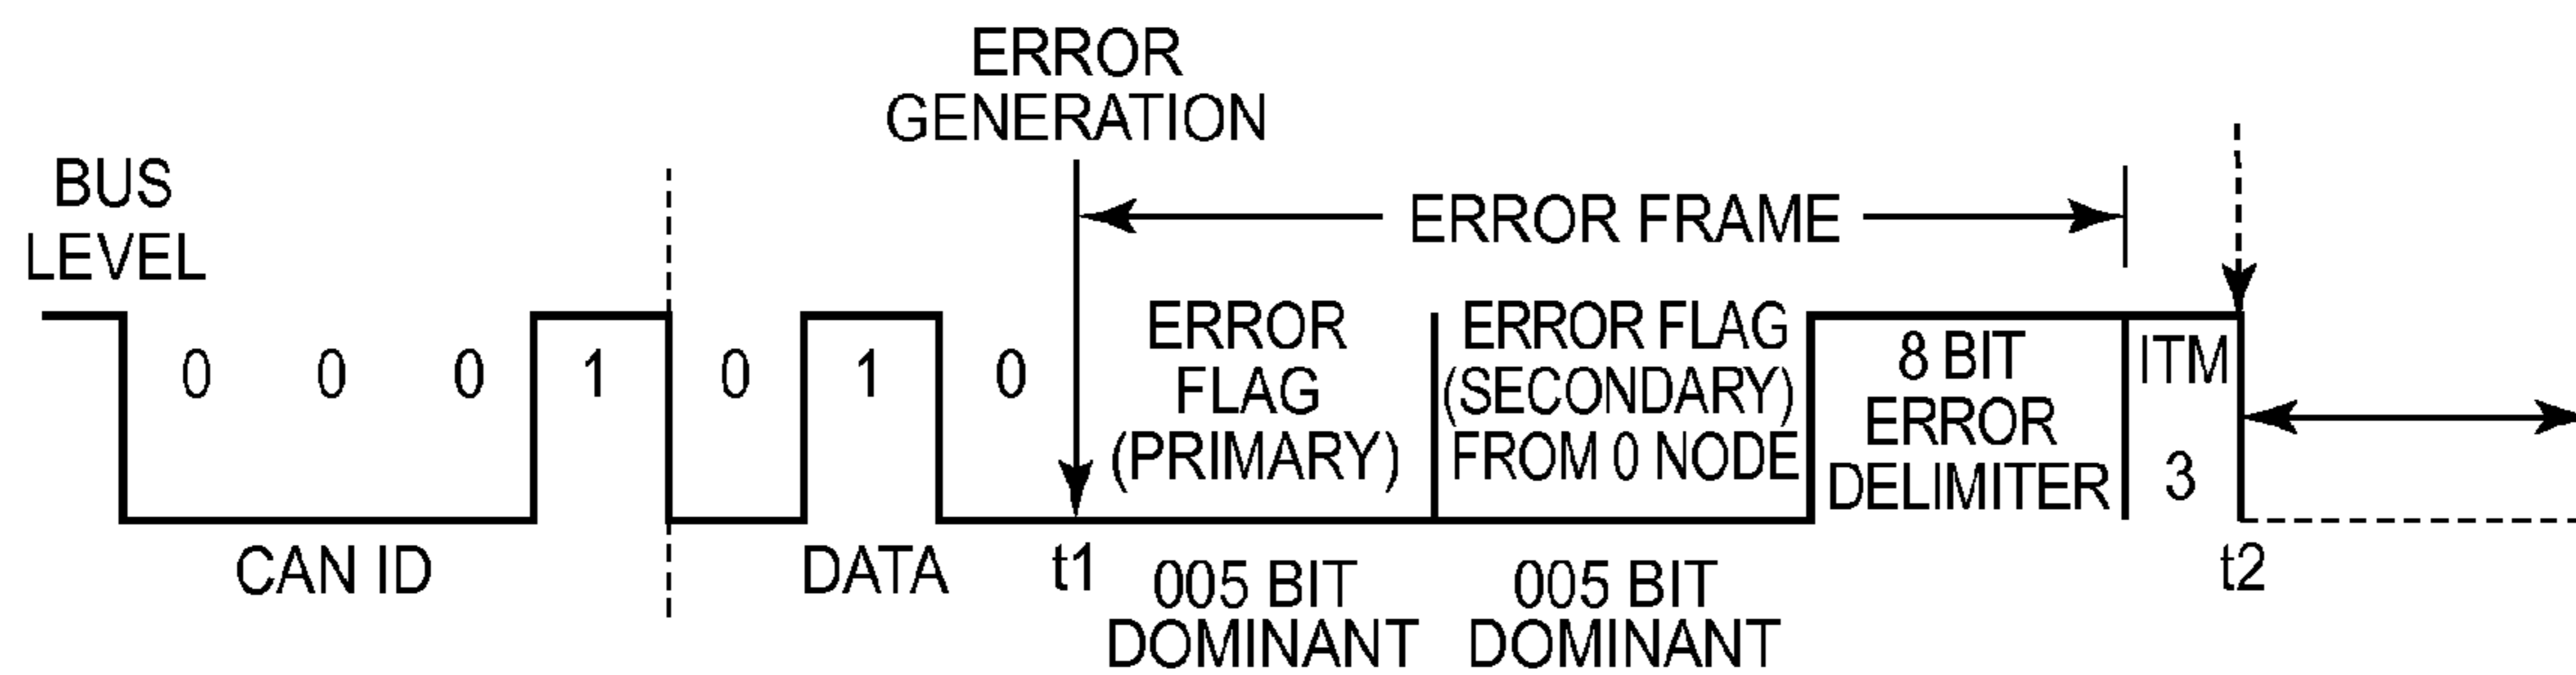 ERROR
GENERATION
BUS
LEVEL
ERROR FRAME
0 0 0 1 0 1 0
ERROR
FLAG
(PRIMARY)
ERROR FLAG
(SECONDARY)
FROM 0 NODE
8 BIT
ERROR
DELIMITER
ITM
3
CAN ID
DATA
t1
005 BIT
DOMINANT
005 BIT
DOMINANT
t2